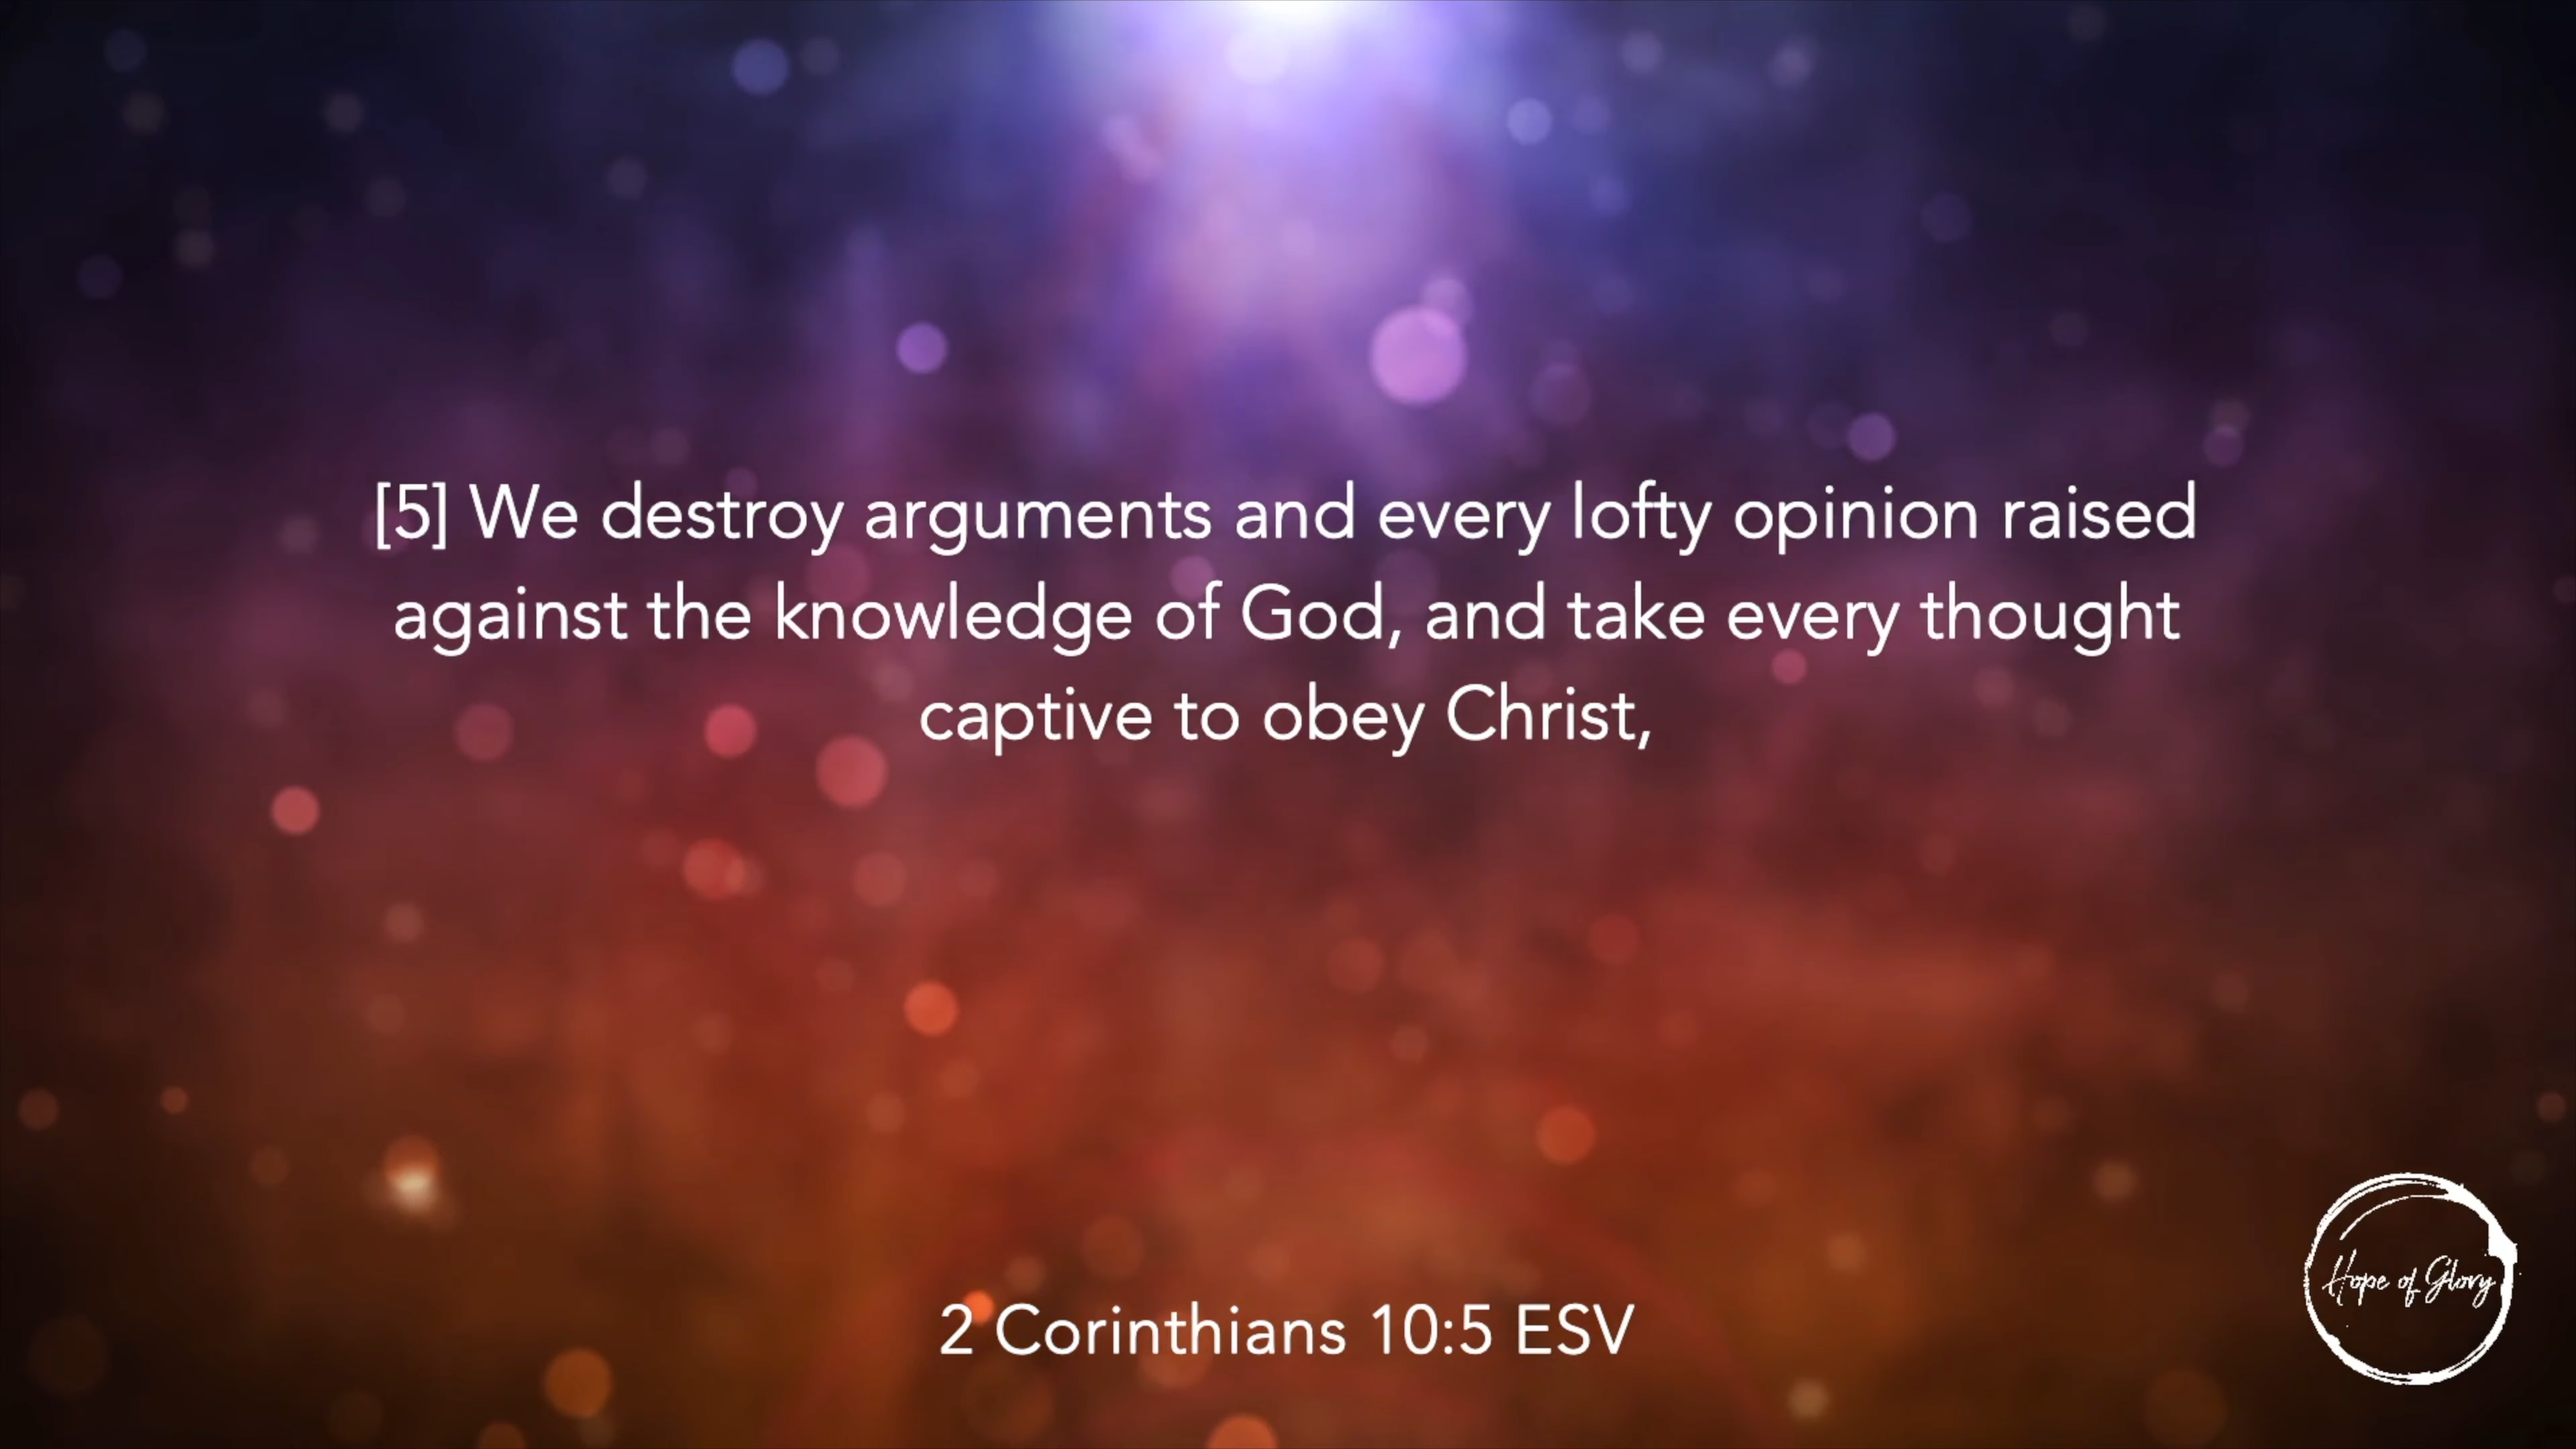 [5] We destroy arguments and every lofty opinion raised
against the knowledge of God, and take every thought
captive to obey Christ,
2 Corinthians 10:5 ESV
Hope of Glory